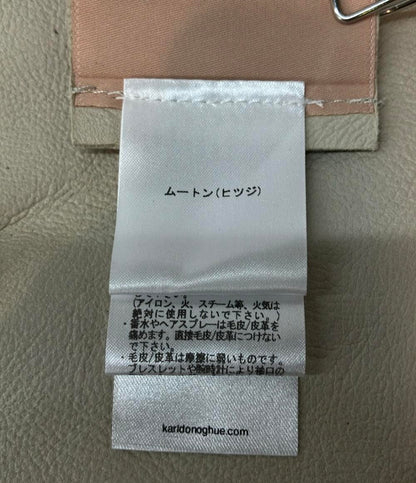 ムートン(ヒツジ)
(アイロン、火、スチーム等、火気は
絶対に使用しないで下さい。)
・香水やヘアスプレーは毛皮/皮革を
痛めます。直接毛皮/皮革につけない
で下さい。
・毛皮/皮革は摩擦に弱いものです。
ブレスレットや腕時計により袖口の
karldonoghue.com